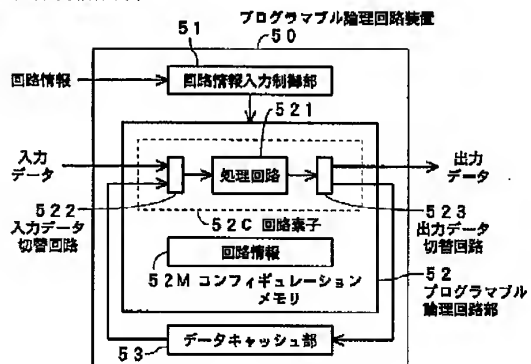 プログラマブル論理回路装置
50
51
回路情報
回路情報入力制御部
521
入力
データ
処理回路
出力
データ
522
入力データ
切替回路
52C 回路素子
523
出力データ
切替回路
回路情報
52M コンフィギュレーション
メモリ
52
プログラマブル
論理回路部
データキャッシュ部
53